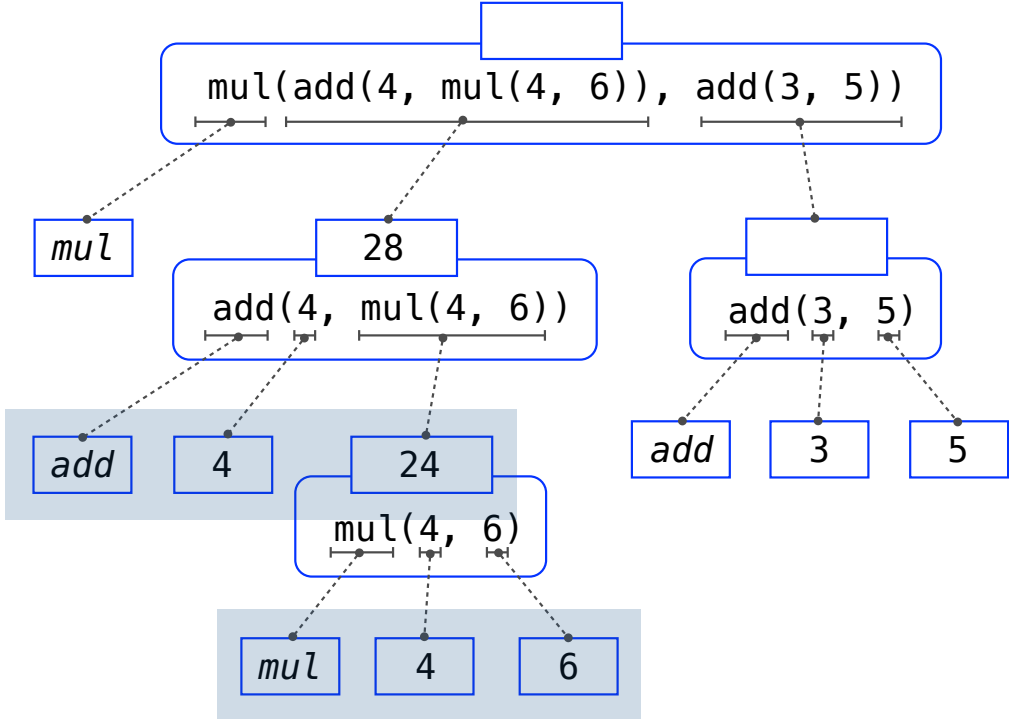 mul(add(4, mul(4, 6)), add(3, 5))
mul
28
add(4, mul(4, 6))
add(3, 5)
add
4
24
add
3
5
mul(4, 6)
mul
4
6